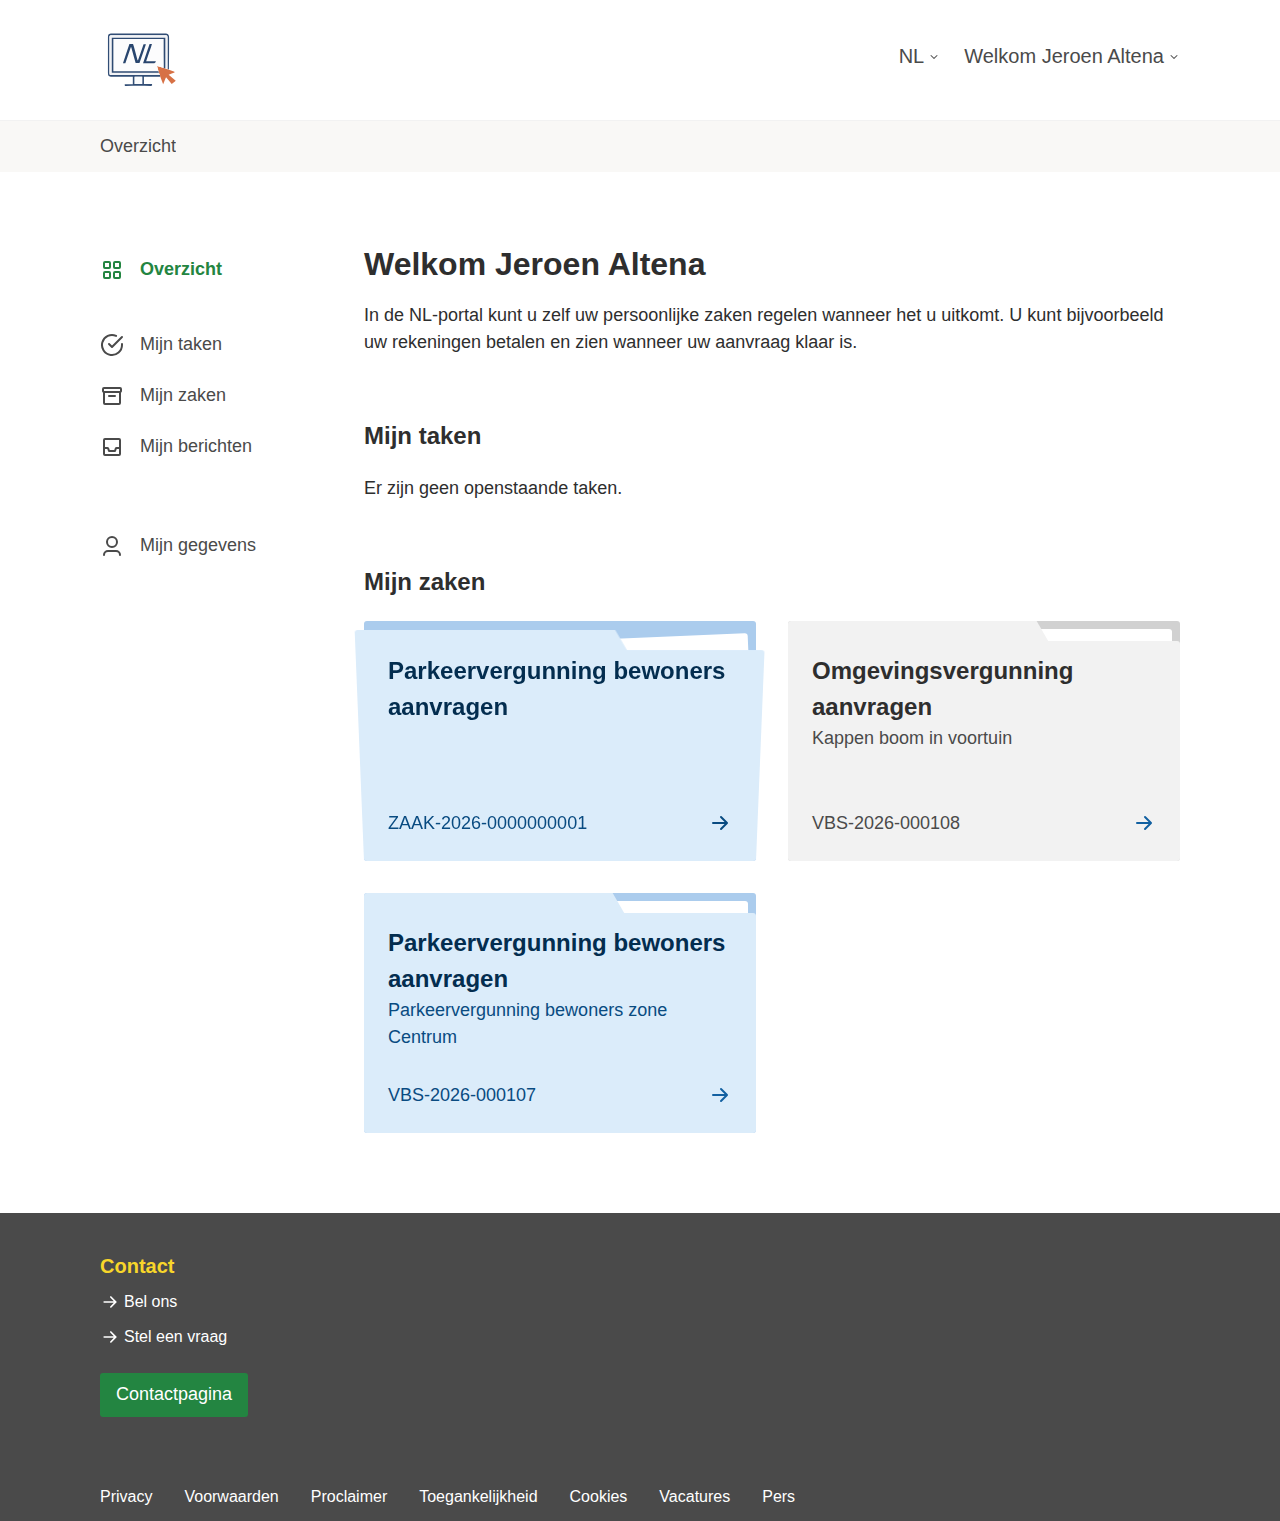 NL
NL
Welkom Jeroen Altena
Overzicht
Overzicht
Mijn taken
Mijn zaken
Mijn berichten
Mijn gegevens
Welkom Jeroen Altena
In de NL-portal kunt u zelf uw persoonlijke zaken regelen wanneer het u uitkomt. U kunt bijvoorbeeld
uw rekeningen betalen en zien wanneer uw aanvraag klaar is.
Mijn taken
Er zijn geen openstaande taken.
Mijn zaken
Parkeervergunning bewoners
aanvragen
ZAAK-2026-0000000001
Omgevingsvergunning
aanvragen
Kappen boom in voortuin
VBS-2026-000108
Parkeervergunning bewoners
aanvragen
Parkeervergunning bewoners zone
Centrum
VBS-2026-000107
Contact
Bel ons
Stel een vraag
Contactpagina
Privacy
Voorwaarden
Proclaimer
Toegankelijkheid
Cookies
Vacatures
Pers